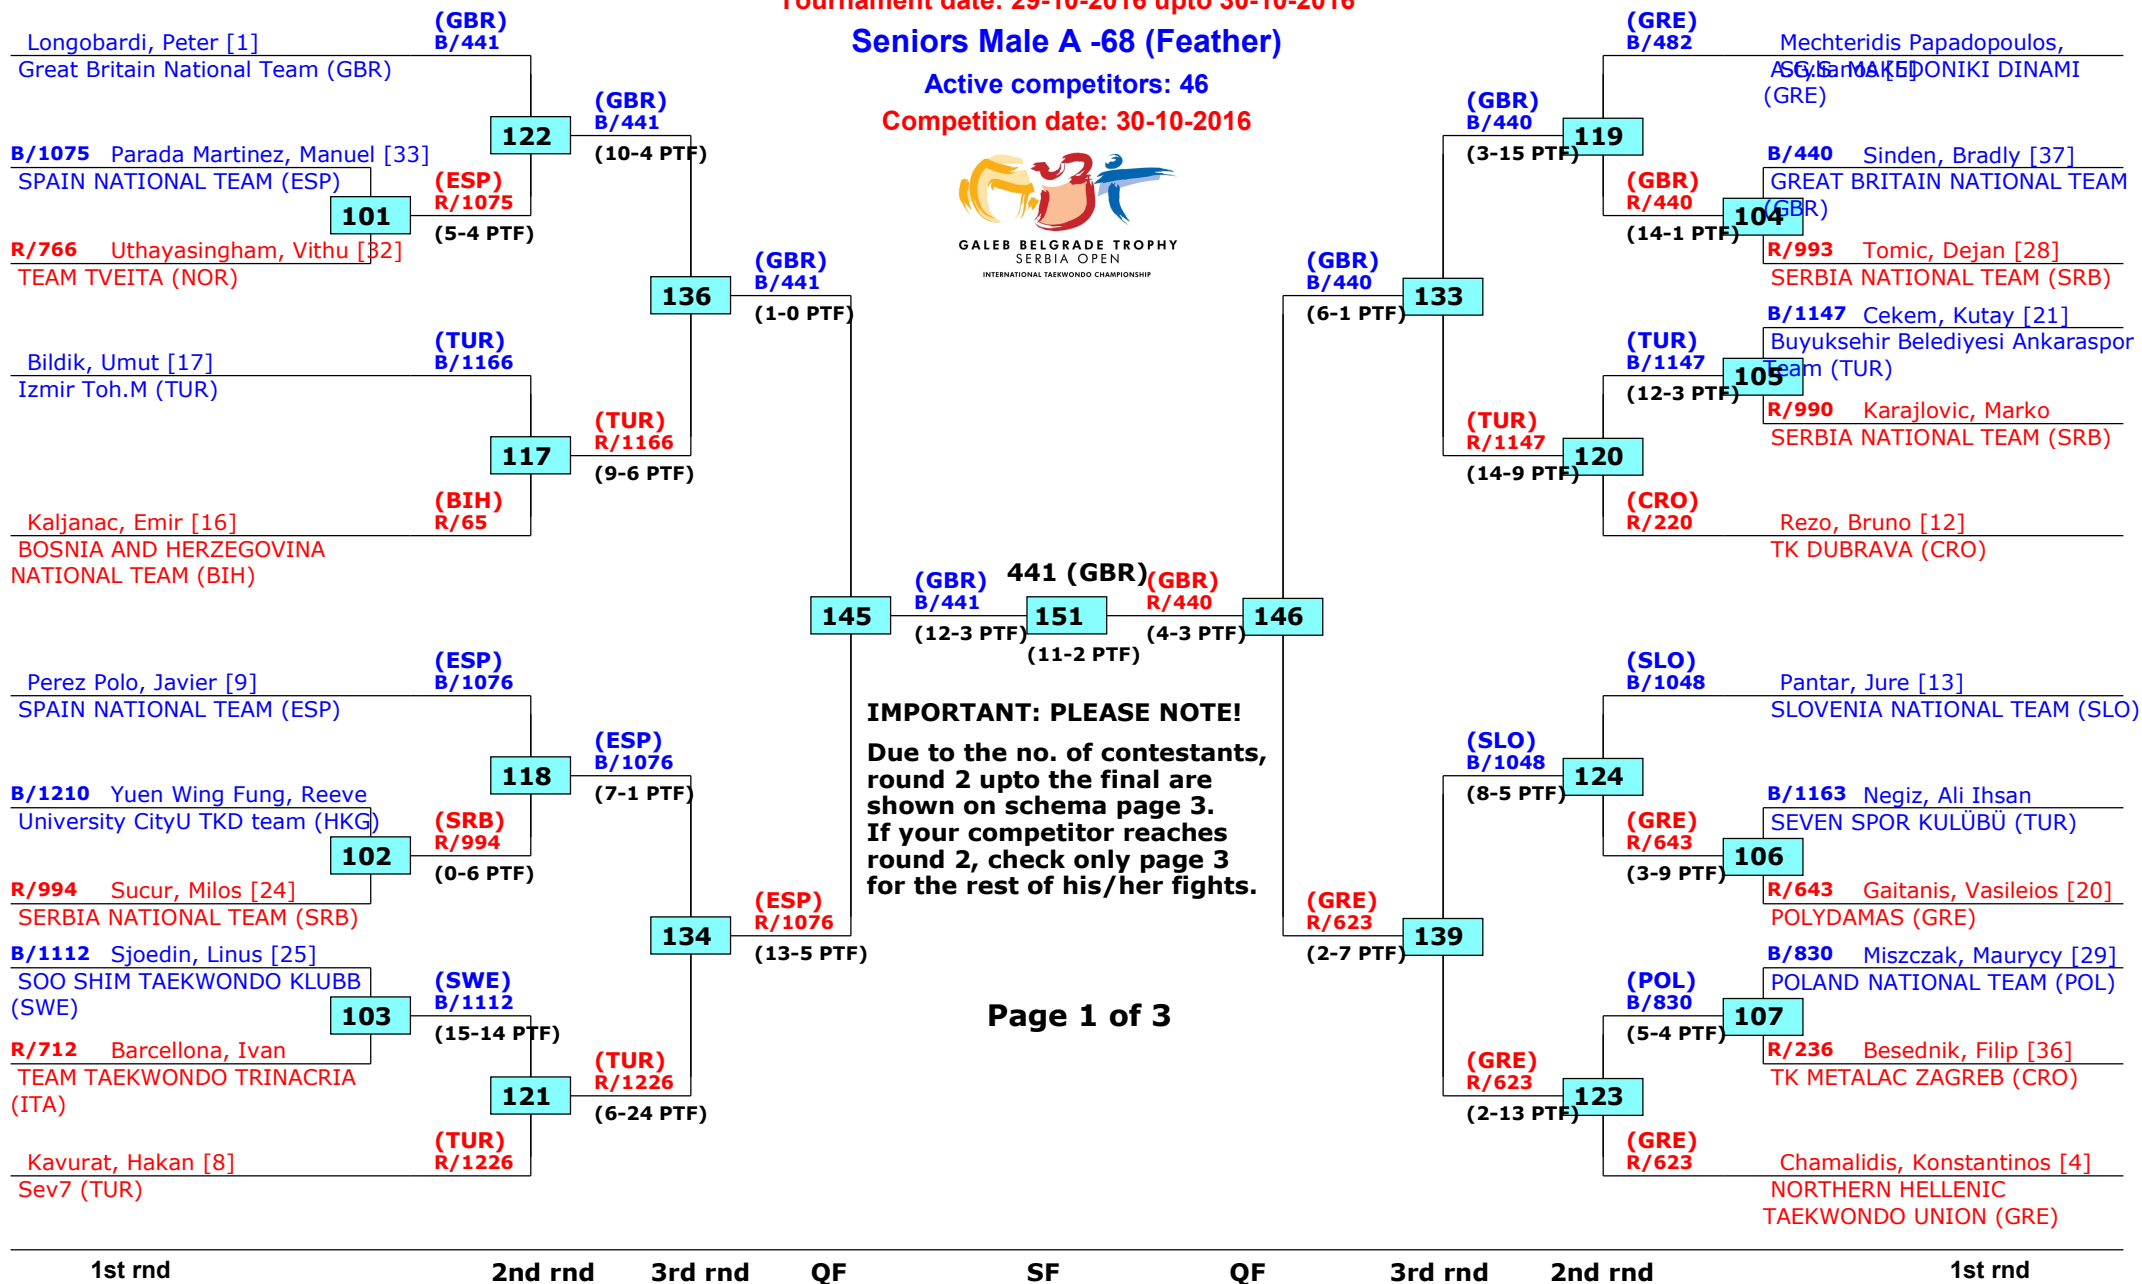 Tournament date: 29-10-2016 upto 30-10-2016
Seniors Male A -68 (Feather)
Active competitors: 46
Competition date: 30-10-2016
GALEB BELGRADE TROPHY
SERBIA OPEN
INTERNATIONAL TAEKWONDO CHAMPIONSHIP
Longobardi, Peter [1]
Great Britain National Team (GBR)
(GBR)
B/441
B/1075 Parada Martinez, Manuel [33]
SPAIN NATIONAL TEAM (ESP)
101
R/766 Uthayasingham, Vithu [32]
TEAM TVEITA (NOR)
(ESP)
R/1075
(5-4 PTF)
122
(GBR)
B/441
(10-4 PTF)
Bildik, Umut [17]
Izmir Toh.M (TUR)
(TUR)
B/1166
117
Kaljanac, Emir [16]
BOSNIA AND HERZEGOVINA
NATIONAL TEAM (BIH)
(BIH)
R/65
(TUR)
R/1166
(9-6 PTF)
136
(GBR)
B/441
(1-0 PTF)
Perez Polo, Javier [9]
SPAIN NATIONAL TEAM (ESP)
(ESP)
B/1076
B/1210 Yuen Wing Fung, Reeve
University CityU TKD team (HKG)
102
R/994 Sucur, Milos [24]
SERBIA NATIONAL TEAM (SRB)
(SRB)
R/994
(0-6 PTF)
118
(ESP)
B/1076
(7-1 PTF)
B/1112 Sjoedin, Linus [25]
SOO SHIM TAEKWONDO KLUBB
(SWE)
103
R/712 Barcellona, Ivan
TEAM TAEKWONDO TRINACRIA
(ITA)
(SWE)
B/1112
(15-14 PTF)
121
Kavurat, Hakan [8]
Sev7 (TUR)
(TUR)
R/1226
(TUR)
R/1226
(6-24 PTF)
134
(ESP)
R/1076
(13-5 PTF)
145
(GBR)
B/441
(12-3 PTF)
441 (GBR)
151
(11-2 PTF)
(GBR)
R/440
(4-3 PTF)
146
IMPORTANT: PLEASE NOTE!
Due to the no. of contestants,
round 2 upto the final are
shown on schema page 3.
If your competitor reaches
round 2, check only page 3
for the rest of his/her fights.
Page 1 of 3
(GRE)
B/482
Mechteridis Papadopoulos,
Stylianos [5]
A.G.S. MAKEDONIKI DINAMI
(GRE)
B/440 Sinden, Bradly [37]
GREAT BRITAIN NATIONAL TEAM
(GBR)
104
R/993 Tomic, Dejan [28]
SERBIA NATIONAL TEAM (SRB)
(GBR)
R/440
(14-1 PTF)
119
(GBR)
B/440
(3-15 PTF)
B/1147 Cekem, Kutay [21]
Buyuksehir Belediyesi Ankaraspor
Team (TUR)
105
R/990 Karajlovic, Marko
SERBIA NATIONAL TEAM (SRB)
(TUR)
B/1147
(12-3 PTF)
120
(CRO)
R/220
Rezo, Bruno [12]
TK DUBRAVA (CRO)
(TUR)
R/1147
(14-9 PTF)
133
(GBR)
B/440
(6-1 PTF)
(SLO)
B/1048
Pantar, Jure [13]
SLOVENIA NATIONAL TEAM (SLO)
B/1163 Negiz, Ali Ihsan
SEVEN SPOR KULÜBÜ (TUR)
106
R/643 Gaitanis, Vasileios [20]
POLYDAMAS (GRE)
(GRE)
R/643
(3-9 PTF)
124
(SLO)
B/1048
(8-5 PTF)
B/830 Miszczak, Maurycy [29]
POLAND NATIONAL TEAM (POL)
107
R/236 Besednik, Filip [36]
TK METALAC ZAGREB (CRO)
(POL)
B/830
(5-4 PTF)
123
(GRE)
R/623
Chamalidis, Konstantinos [4]
NORTHERN HELLENIC
TAEKWONDO UNION (GRE)
(GRE)
R/623
(2-13 PTF)
139
(GRE)
R/623
(2-7 PTF)
1st rnd 2nd rnd 3rd rnd QF SF QF 3rd rnd 2nd rnd 1st rnd